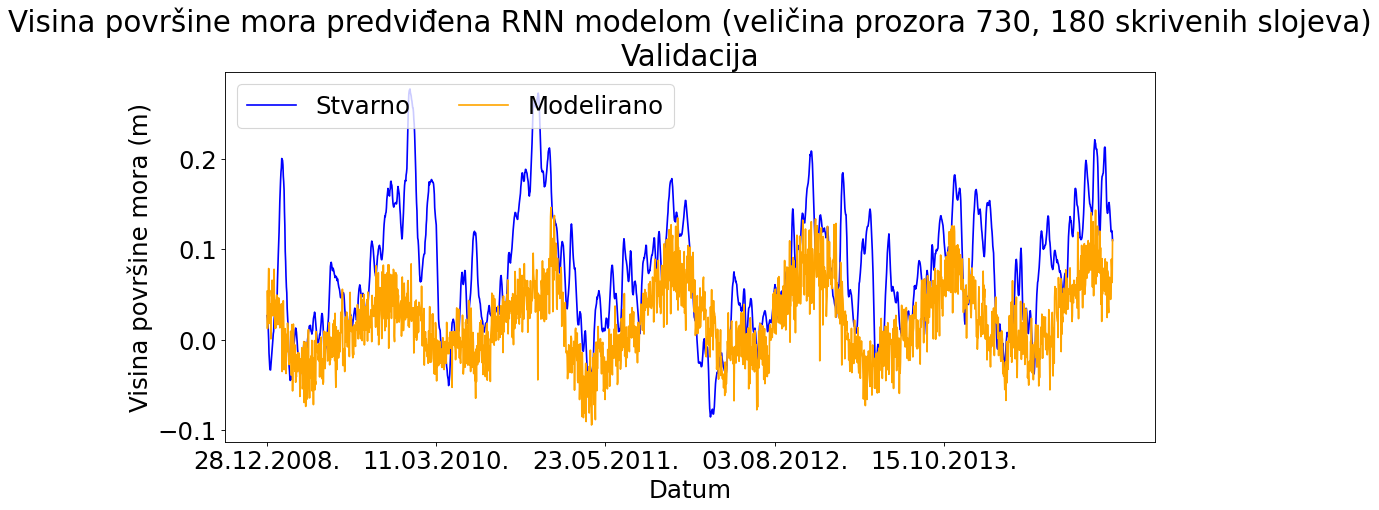 Visina površine mora predviđena RNN modelom (veličina prozora 730, 180 skrivenih slojeva)
Validacija
Stvarno Modelirano
Visina površine mora (m)
0.2
0.1
0.0
−0.1
28.12.2008. 11.03.2010. 23.05.2011. 03.08.2012. 15.10.2013.
Datum